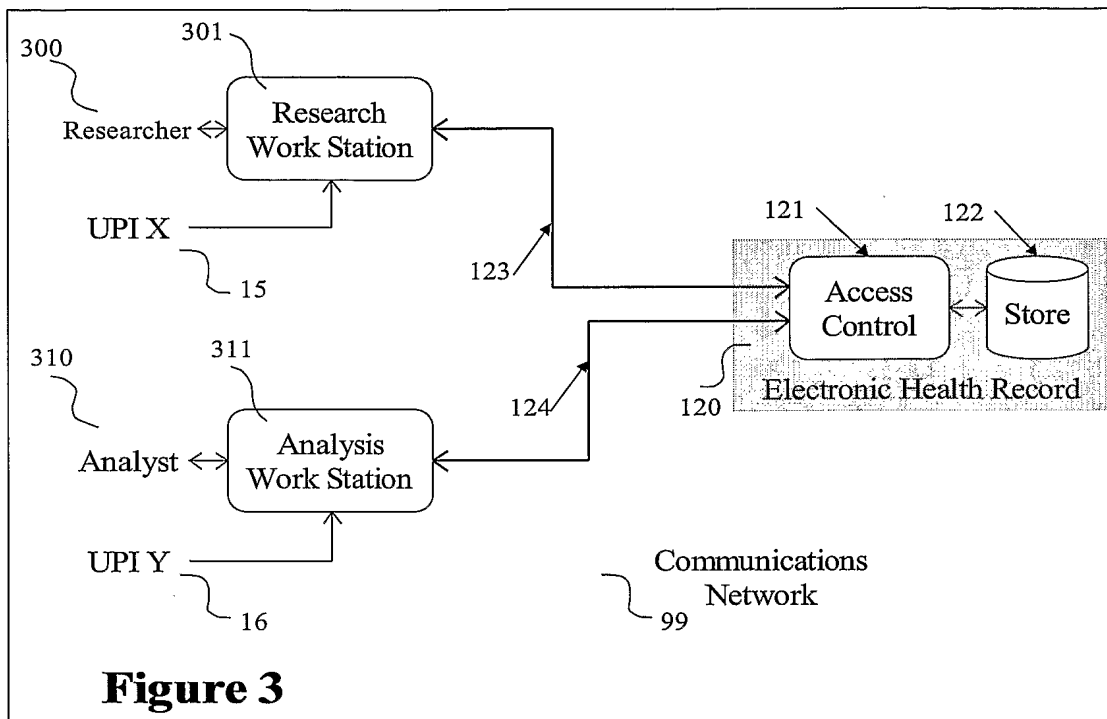 301
300
Research
Work Station
Researcher
UPI X
15
123
121
122
Access
Control
Store
Electronic Health Record
120
124
310
311
Analysis
Work Station
Analyst
UPI Y
16
Communications
Network
99
Figure 3